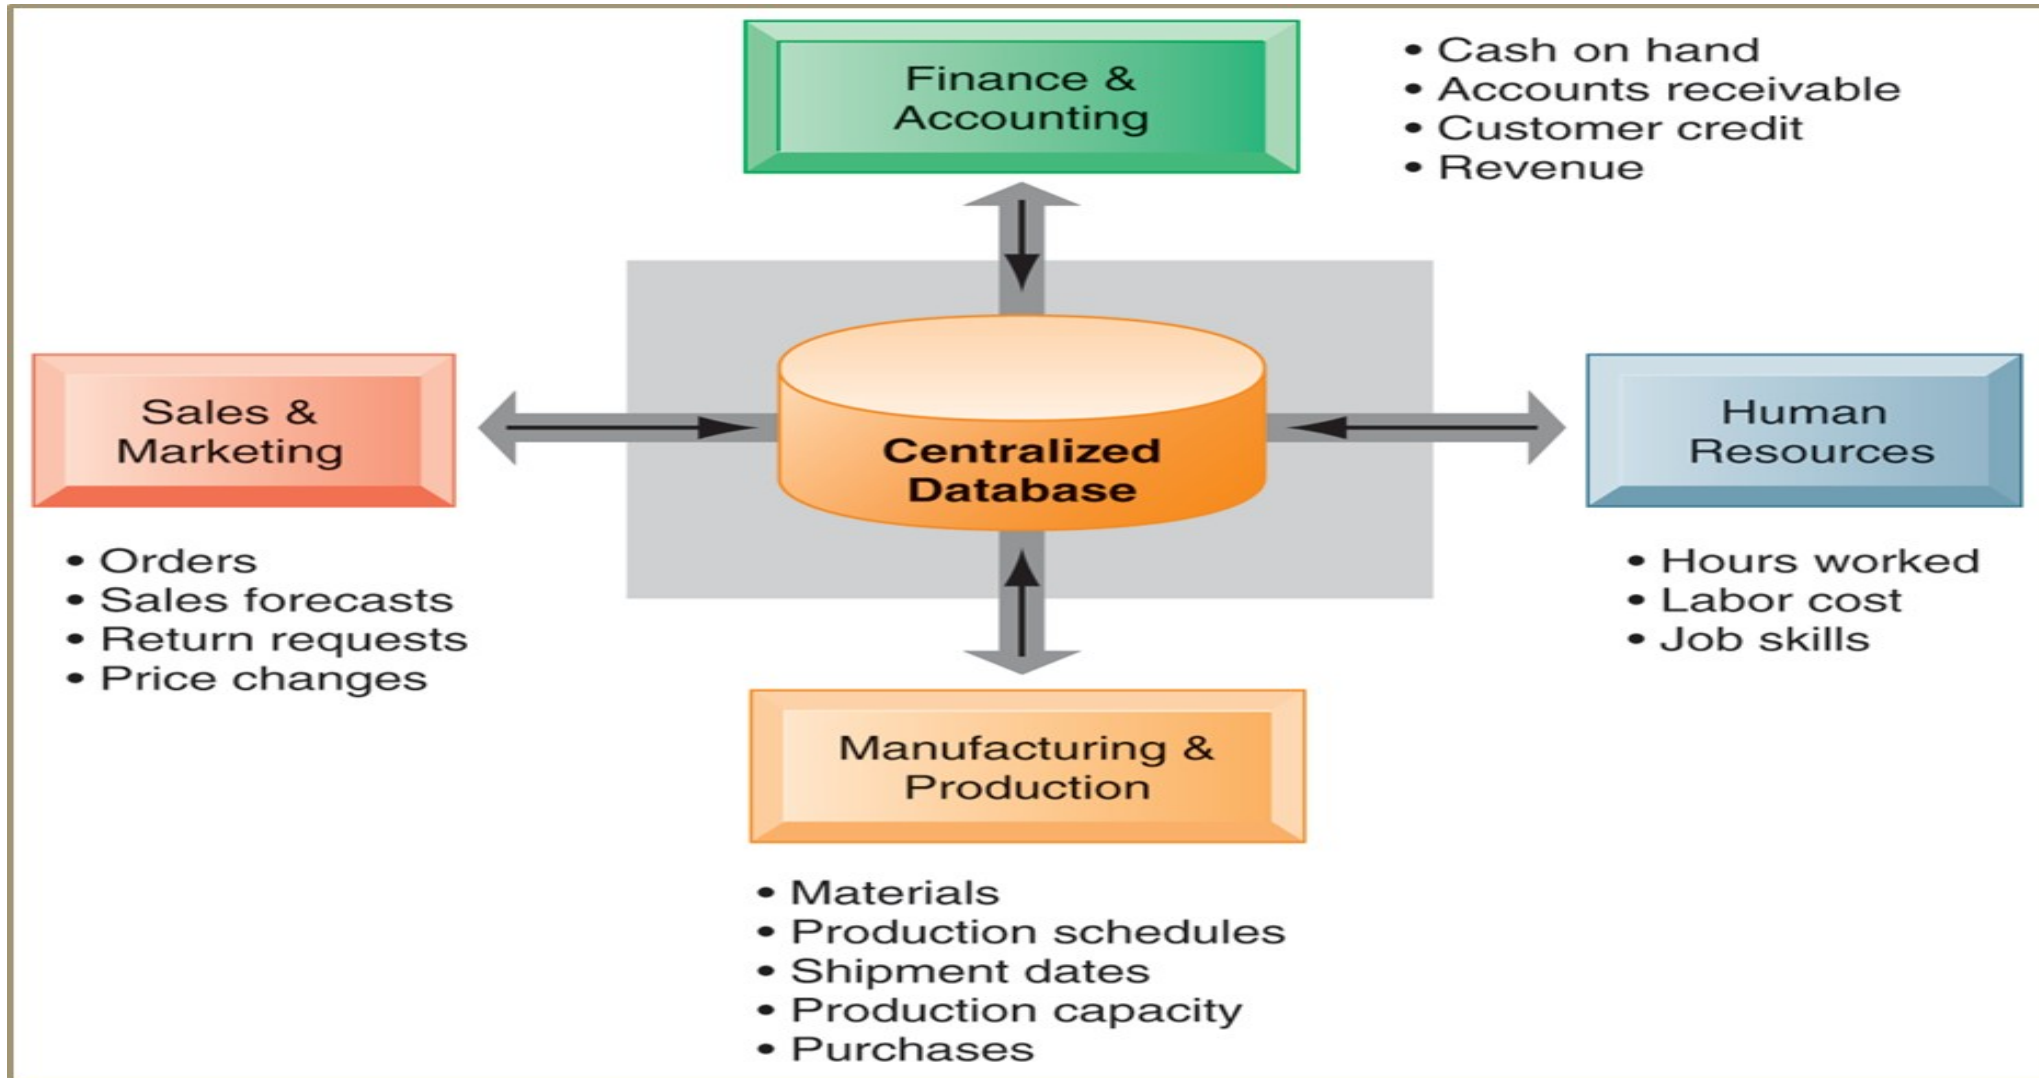 Finance &
Accounting
• Cash on hand
• Accounts receivable
• Customer credit
• Revenue
Sales &
Marketing
• Orders
• Sales forecasts
• Return requests
• Price changes
Centralized
Database
Human
Resources
• Hours worked
• Labor cost
• Job skills
Manufacturing &
Production
• Materials
• Production schedules
• Shipment dates
• Production capacity
• Purchases